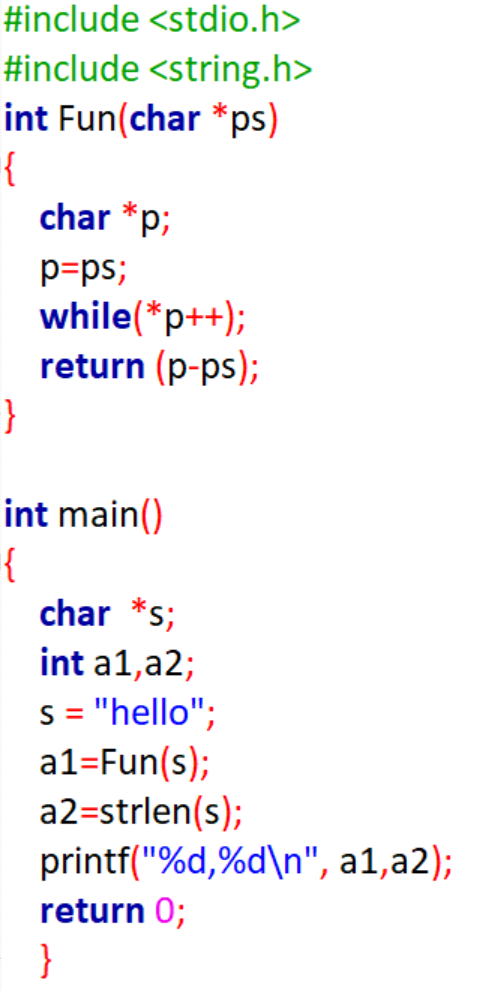 #include <stdio.h>
#include <string.h>
int Fun(char *ps)
{
char *p;
p=ps;
while(*p++);
return (p-ps);
}
int main()
{
char  *s;
int a1,a2;
s = "hello";
a1=Fun(s);
a2=strlen(s);
printf("%d,%d\n", a1,a2);
return 0;
}